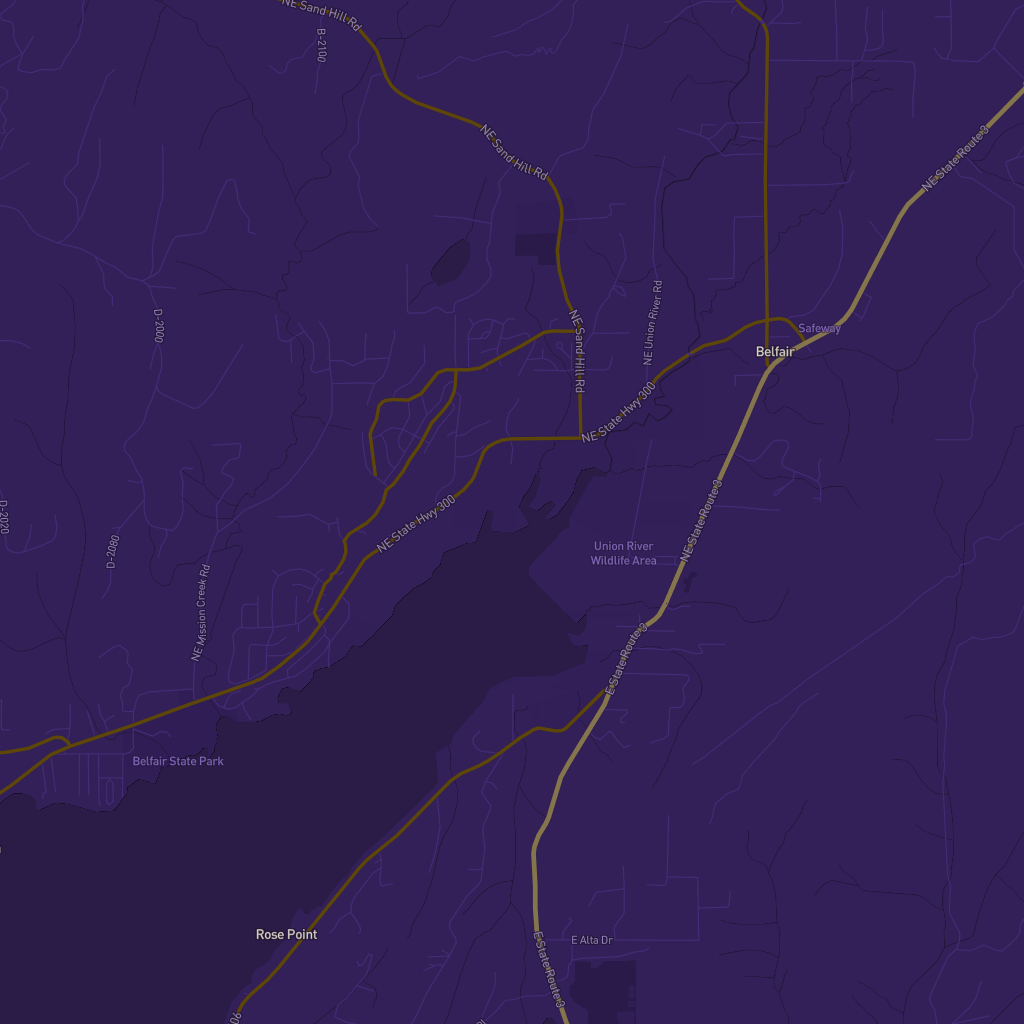 NE Sand Hill Rd
B-2100
NE Sand Hill Rd
NE State Route 3
D-2000
NE Union River Rd
NE Sand Hill Rd
Safeway
Belfair
NE State Hwy 300
NE State Hwy 300
NE State Route 3
D-2020
D-2080
Union River
Wildlife Area
NE Mission Creek Rd
E State Route 3
Belfair State Park
Rose Point
E Alta Dr
E State Route 3